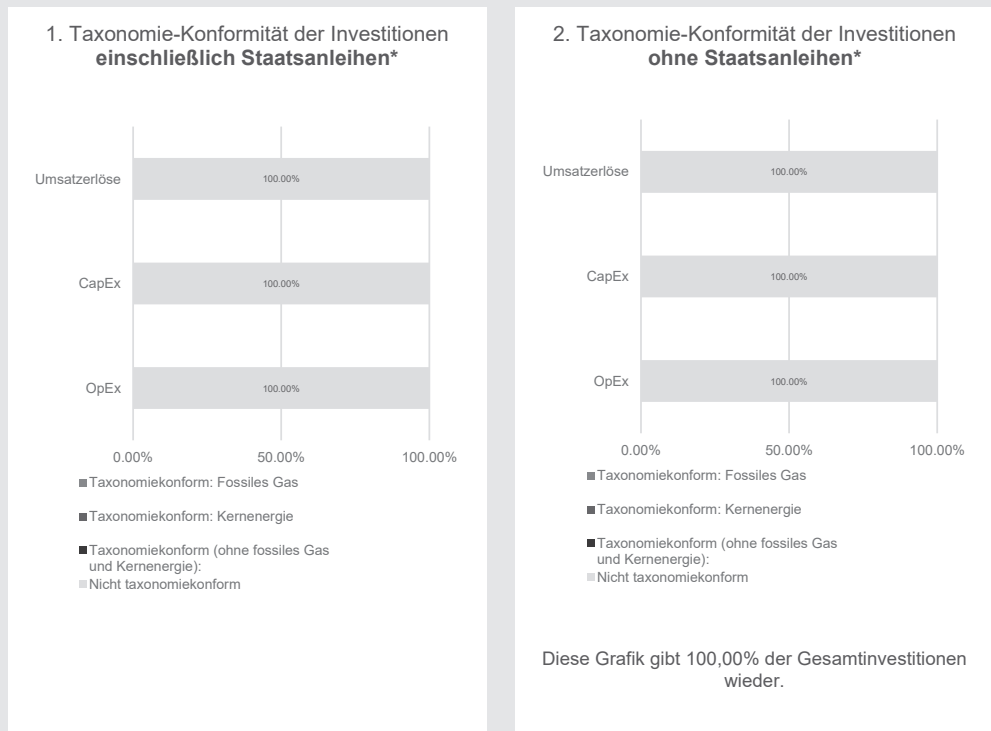 1. Taxonomie-Konformität der Investitionen
einschließlich Staatsanleihen*
Umsatzerlöse
100.00%
CapEx
100.00%
OpEx
100.00%
0.00%
50.00%
100.00%
Taxonomiekonform: Fossiles Gas
Taxonomiekonform: Kernenergie
Taxonomiekonform (ohne fossiles Gas
und Kernenergie):
Nicht taxonomiekonform
2. Taxonomie-Konformität der Investitionen
ohne Staatsanleihen*
Umsatzerlöse
100.00%
CapEx
100.00%
OpEx
100.00%
0.00%
50.00%
100.00%
Taxonomiekonform: Fossiles Gas
Taxonomiekonform: Kernenergie
Taxonomiekonform (ohne fossiles Gas
und Kernenergie):
Nicht taxonomiekonform
Diese Grafik gibt 100,00% der Gesamtinvestitionen
wieder.